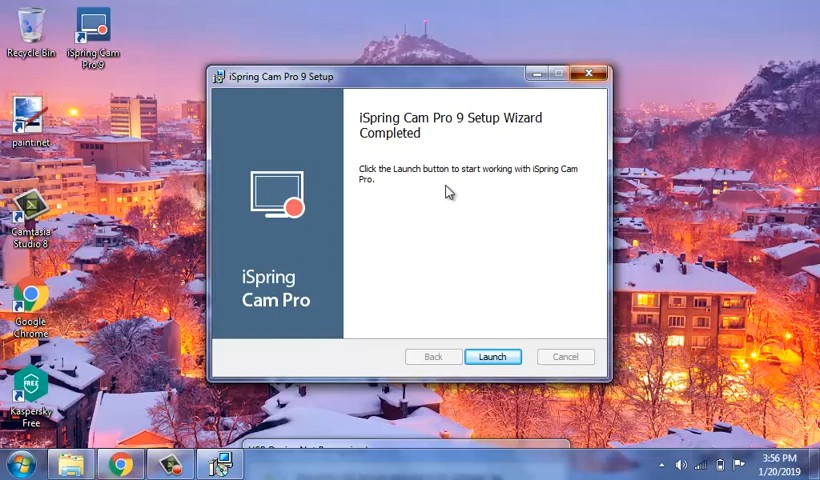 Recycle Bin
iSpring Cam
Pro 9
paint.net
Camtasia
Studio 8
Google
Chrome
FREE
Kaspersky
Free
iSpring Cam Pro 9 Setup
iSpring Cam Pro 9 Setup Wizard
Completed
Click the Launch button to start working with iSpring Cam
Pro.
iSpring
Cam Pro
Back
Launch
Cancel
3:56 PM
1/20/2019